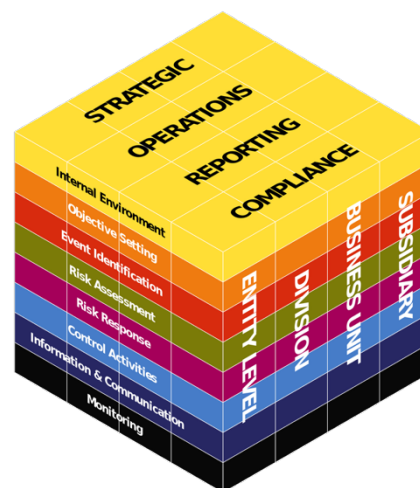 STRATEGIC
OPERATIONS
REPORTING
COMPLIANCE
Internal Environment
Objective Setting
Event Identification
Risk Assessment
Risk Response
Control Activities
Information & Communication
Monitoring
ENTITY LEVEL
DIVISION
BUSINESS UNIT
SUBSIDIARY